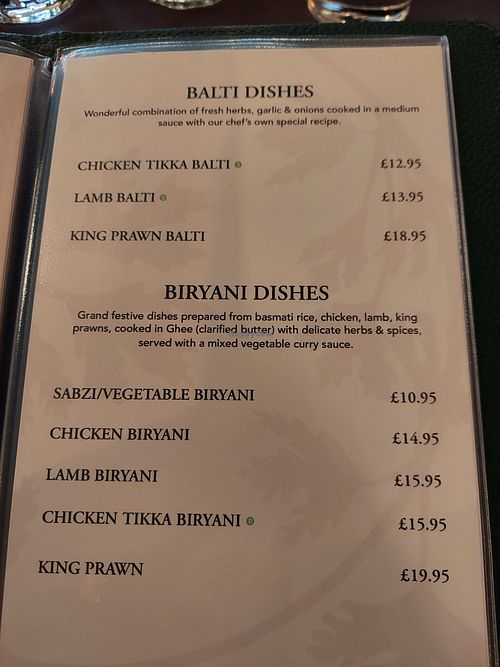 BALTI DISHES
Wonderful combination of fresh herbs, garlic & onions cooked in a medium
sauce with our chef's own special recipe.
CHICKEN TIKKA BALTI £12.95
LAMB BALTI £13.95
KING PRAWN BALTI £18.95
BIRYANI DISHES
Grand festive dishes prepared from basmati rice, chicken, lamb, king
prawns, cooked in Ghee (clarified butter) with delicate herbs & spices,
served with a mixed vegetable curry sauce.
SABZI/VEGETABLE BIRYANI £10.95
CHICKEN BIRYANI £14.95
LAMB BIRYANI £15.95
CHICKEN TIKKA BIRYANI £15.95
KING PRAWN £19.95